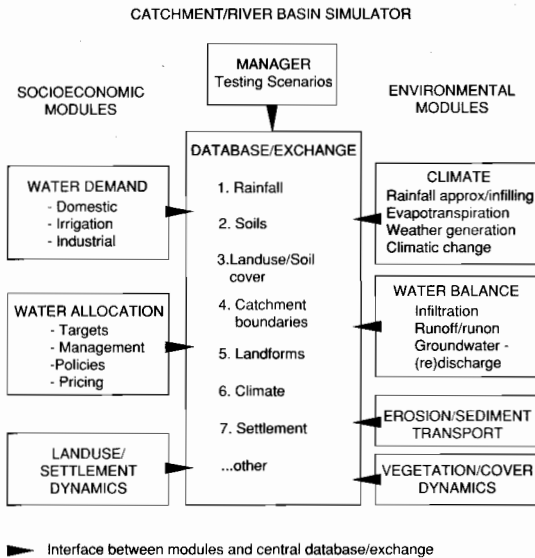 CATCHMENT/RIVER BASIN SIMULATOR
MANAGER
Testing Scenarios
SOCIOECONOMIC
MODULES
ENVIRONMENTAL
MODULES
DATABASE/EXCHANGE
1. Rainfall
2. Soils
3.Landuse/Soil
cover
4. Catchment
boundaries
5. Landforms
6. Climate
7. Settlement
...other
WATER DEMAND
- Domestic
- Irrigation
- Industrial
WATER ALLOCATION
- Targets
- Management
-Policies
- Pricing
LANDUSE/
SETTLEMENT
DYNAMICS
CLIMATE
Rainfall approx/infilling
Evapotranspiration
Weather generation
Climatic change
WATER BALANCE
Infiltration
Runoff/runon
Groundwater -
(re)discharge
EROSION/SEDIMENT
TRANSPORT
VEGETATION/COVER
DYNAMICS
Interface between modules and central database/exchange